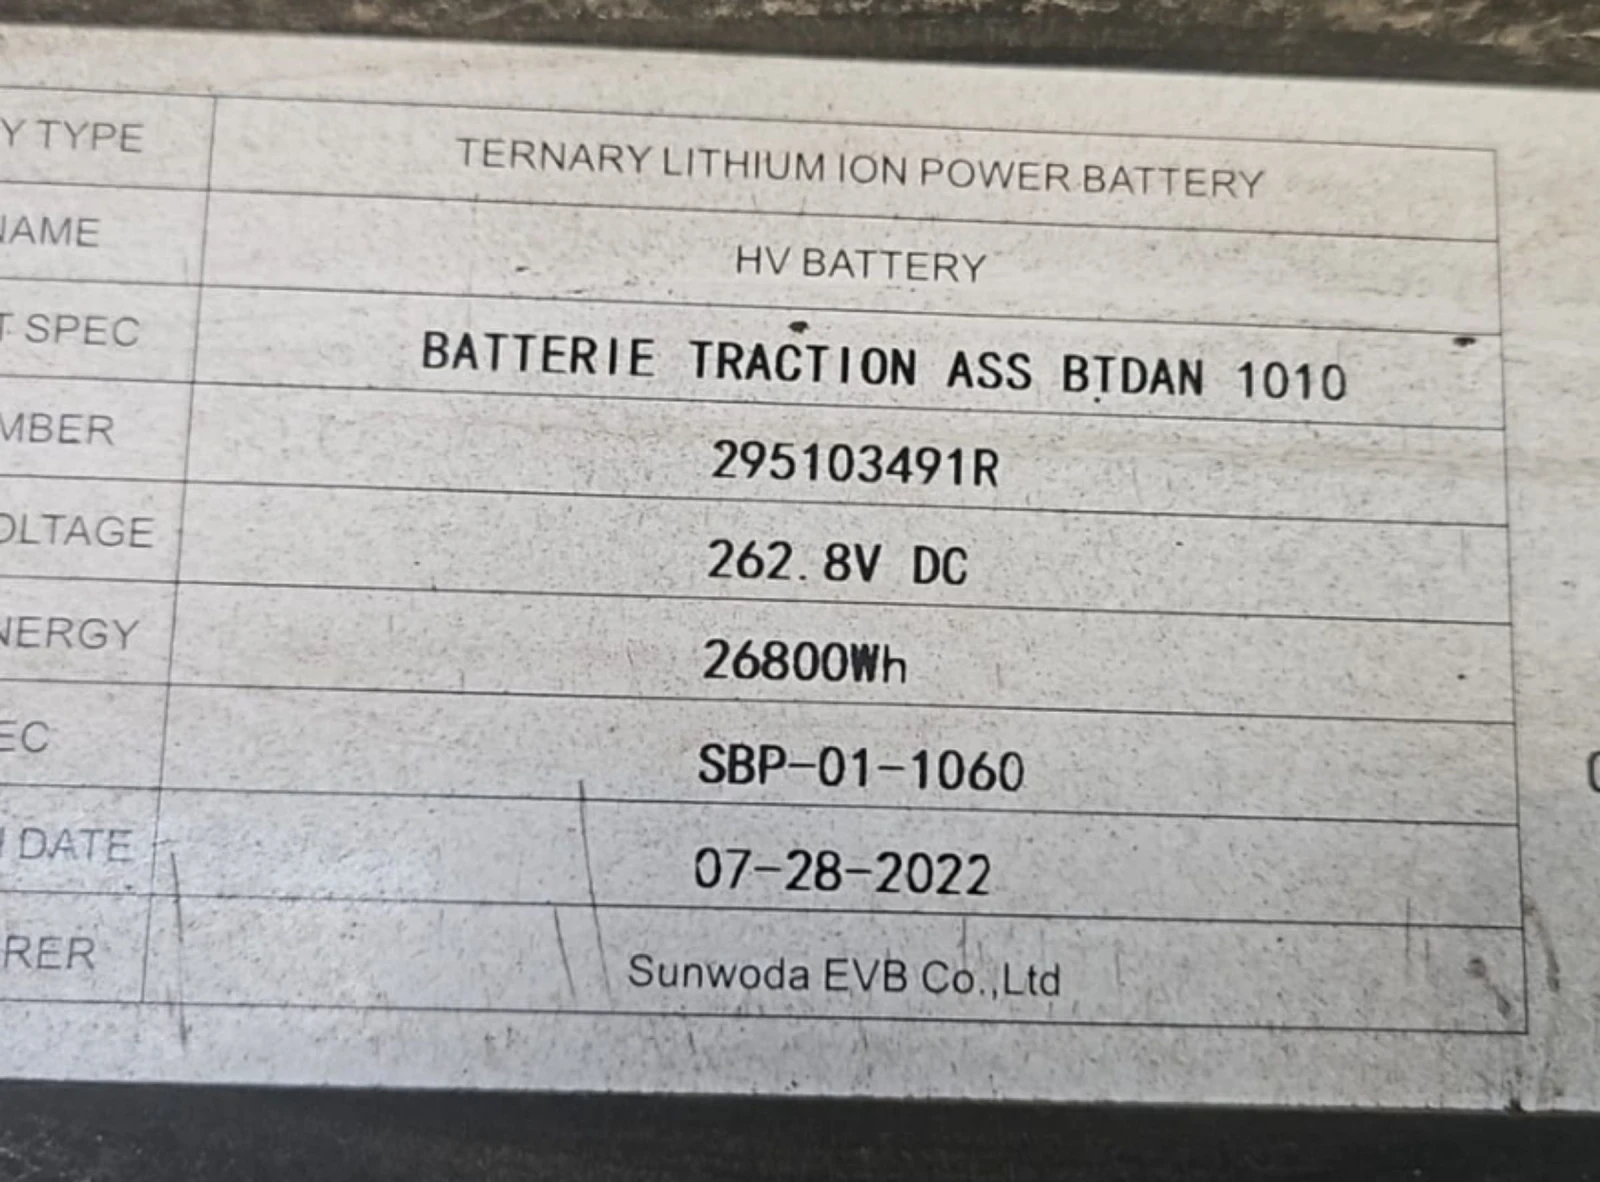 Y TYPE TERNARY LITHIUM ION POWER BATTERY
NAME HV BATTERY
T SPEC BATTERIE TRACTION ASS BTDAN 1010
MBER 295103491R
OLTAGE 262.8V DC
NERGY 26800Wh
EC SBP-01-1060
DATE 07-28-2022
RER Sunwoda EVB Co.,Ltd